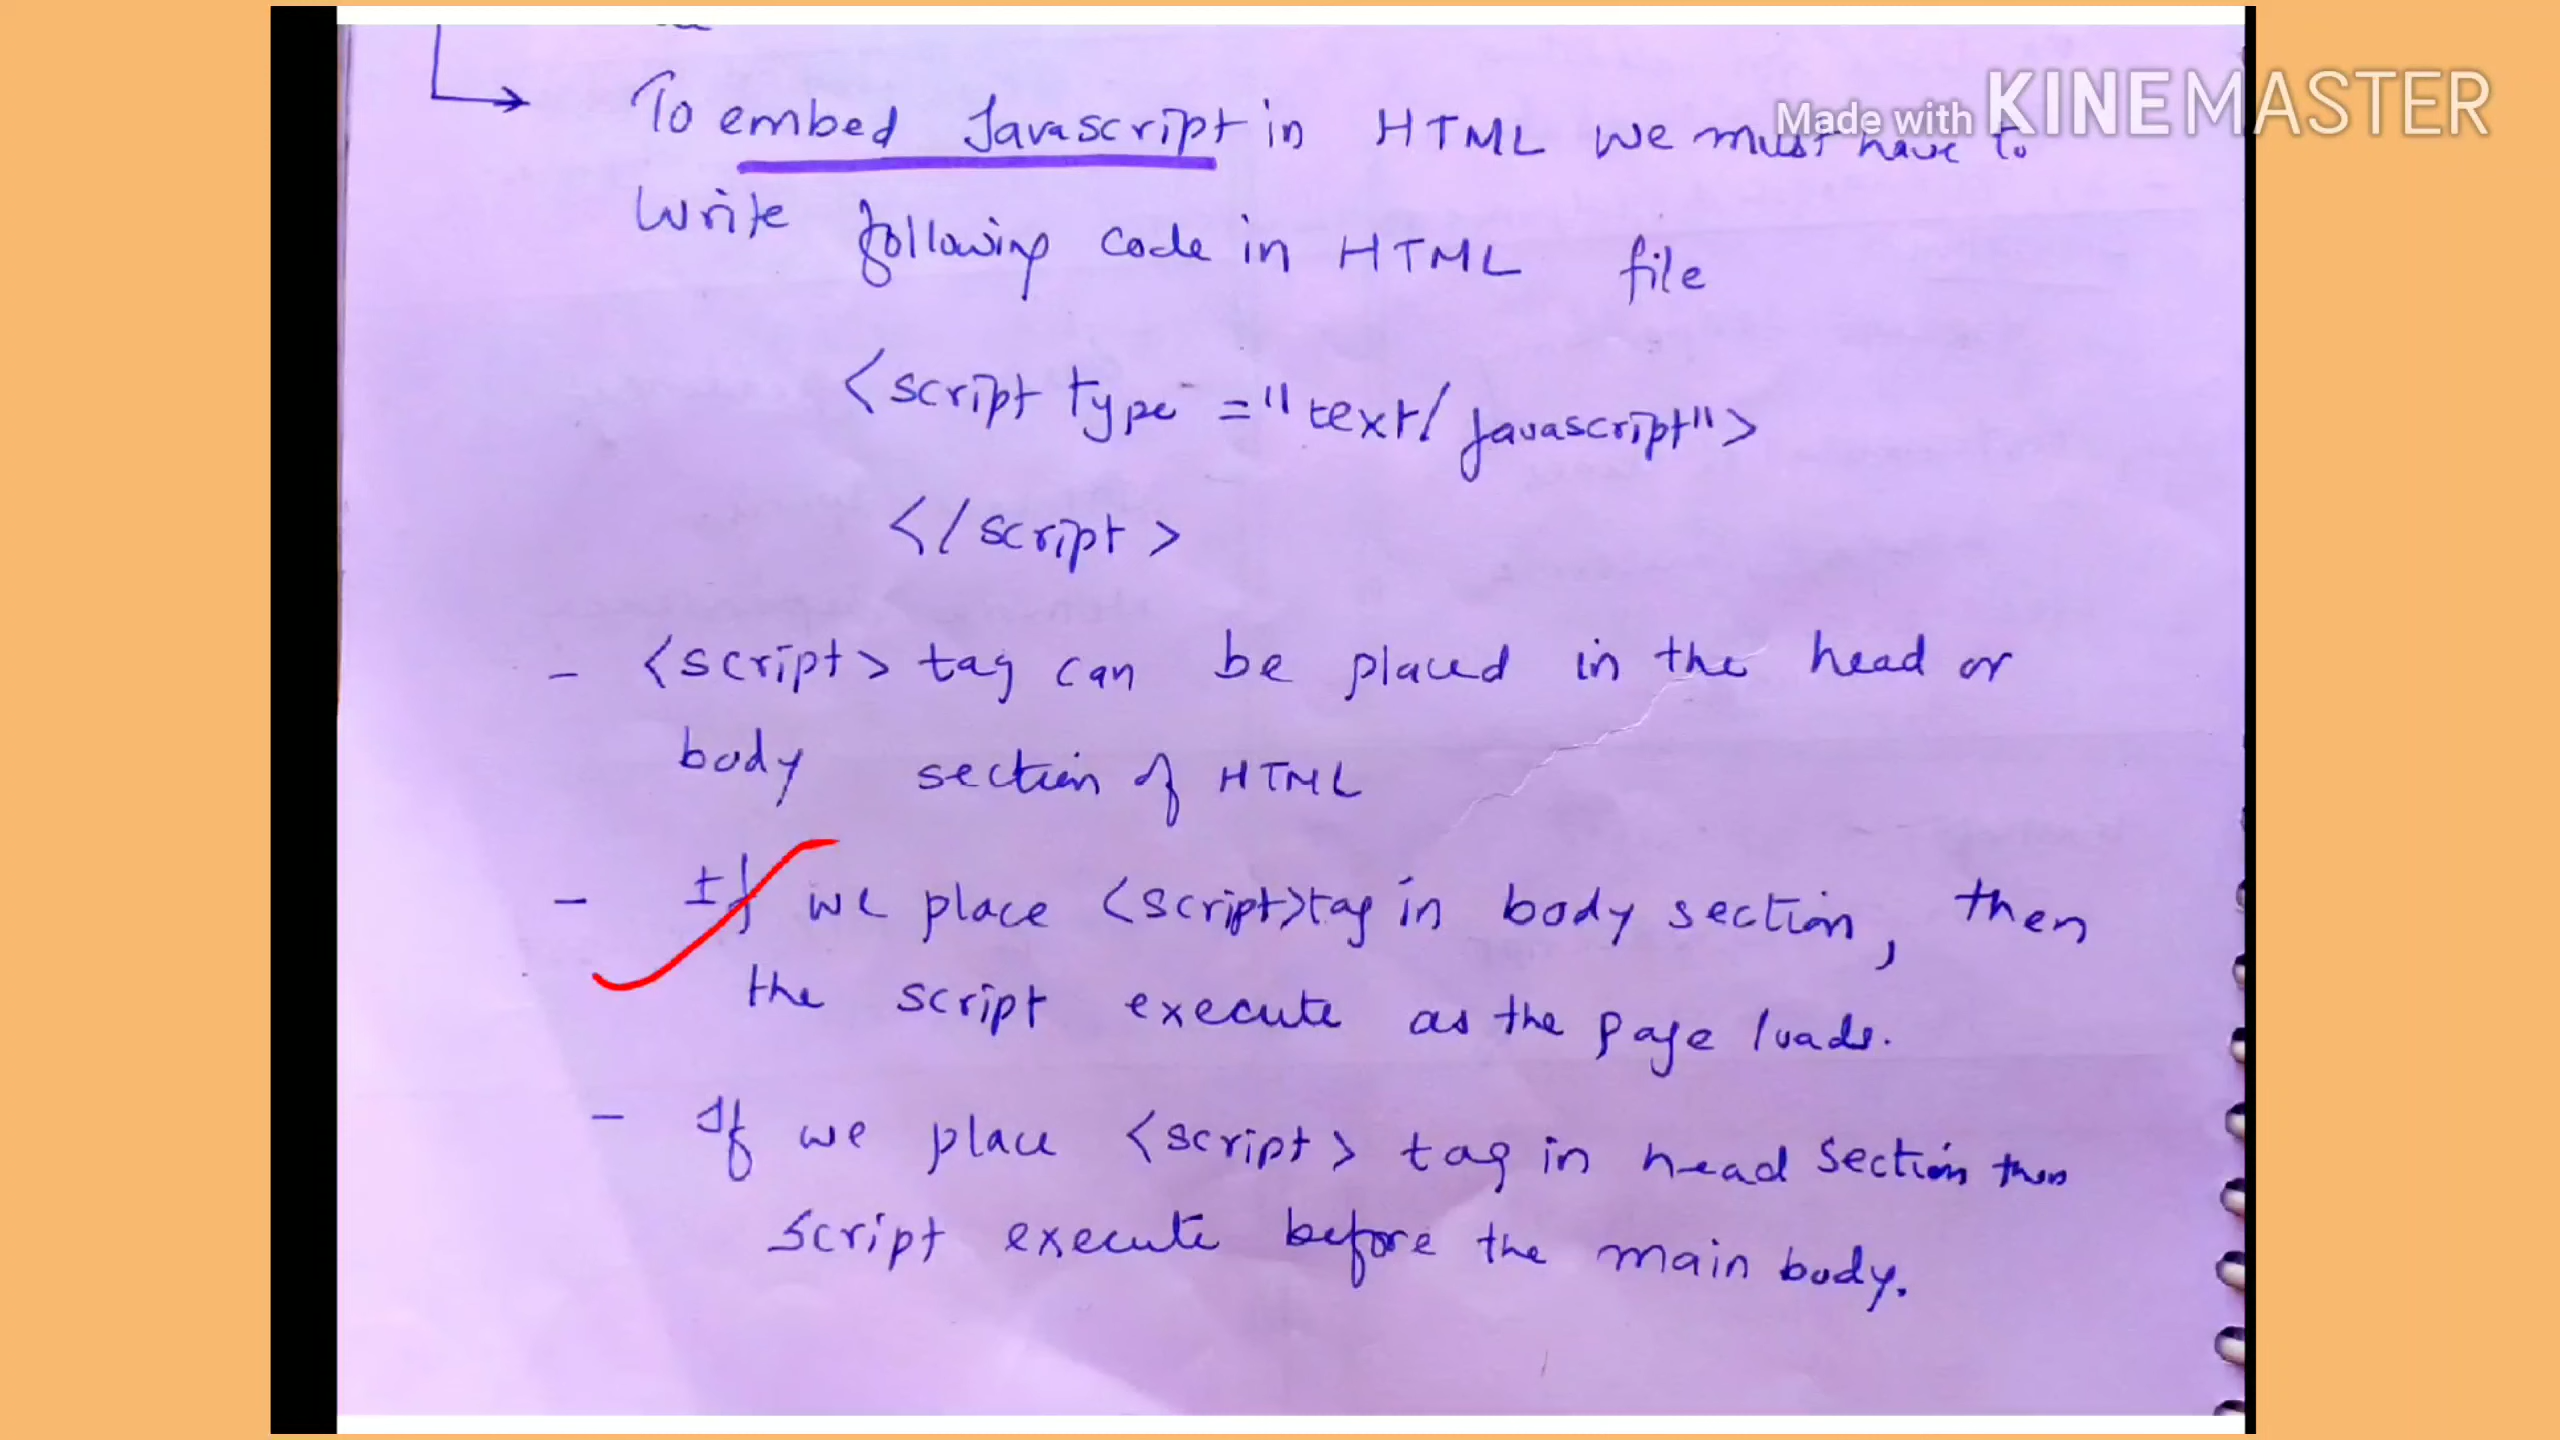 Made with KINEMASTER
To embed Javascript in HTML we must have to
Write following code in HTML file
<script type="text/javascript">
</script>
- <script> tag can be placed in the head or
body section of HTML
- If we place <script> tag in body section, then
the script execute as the page loads.
- If we place <script> tag in head section then
script execute before the main body.